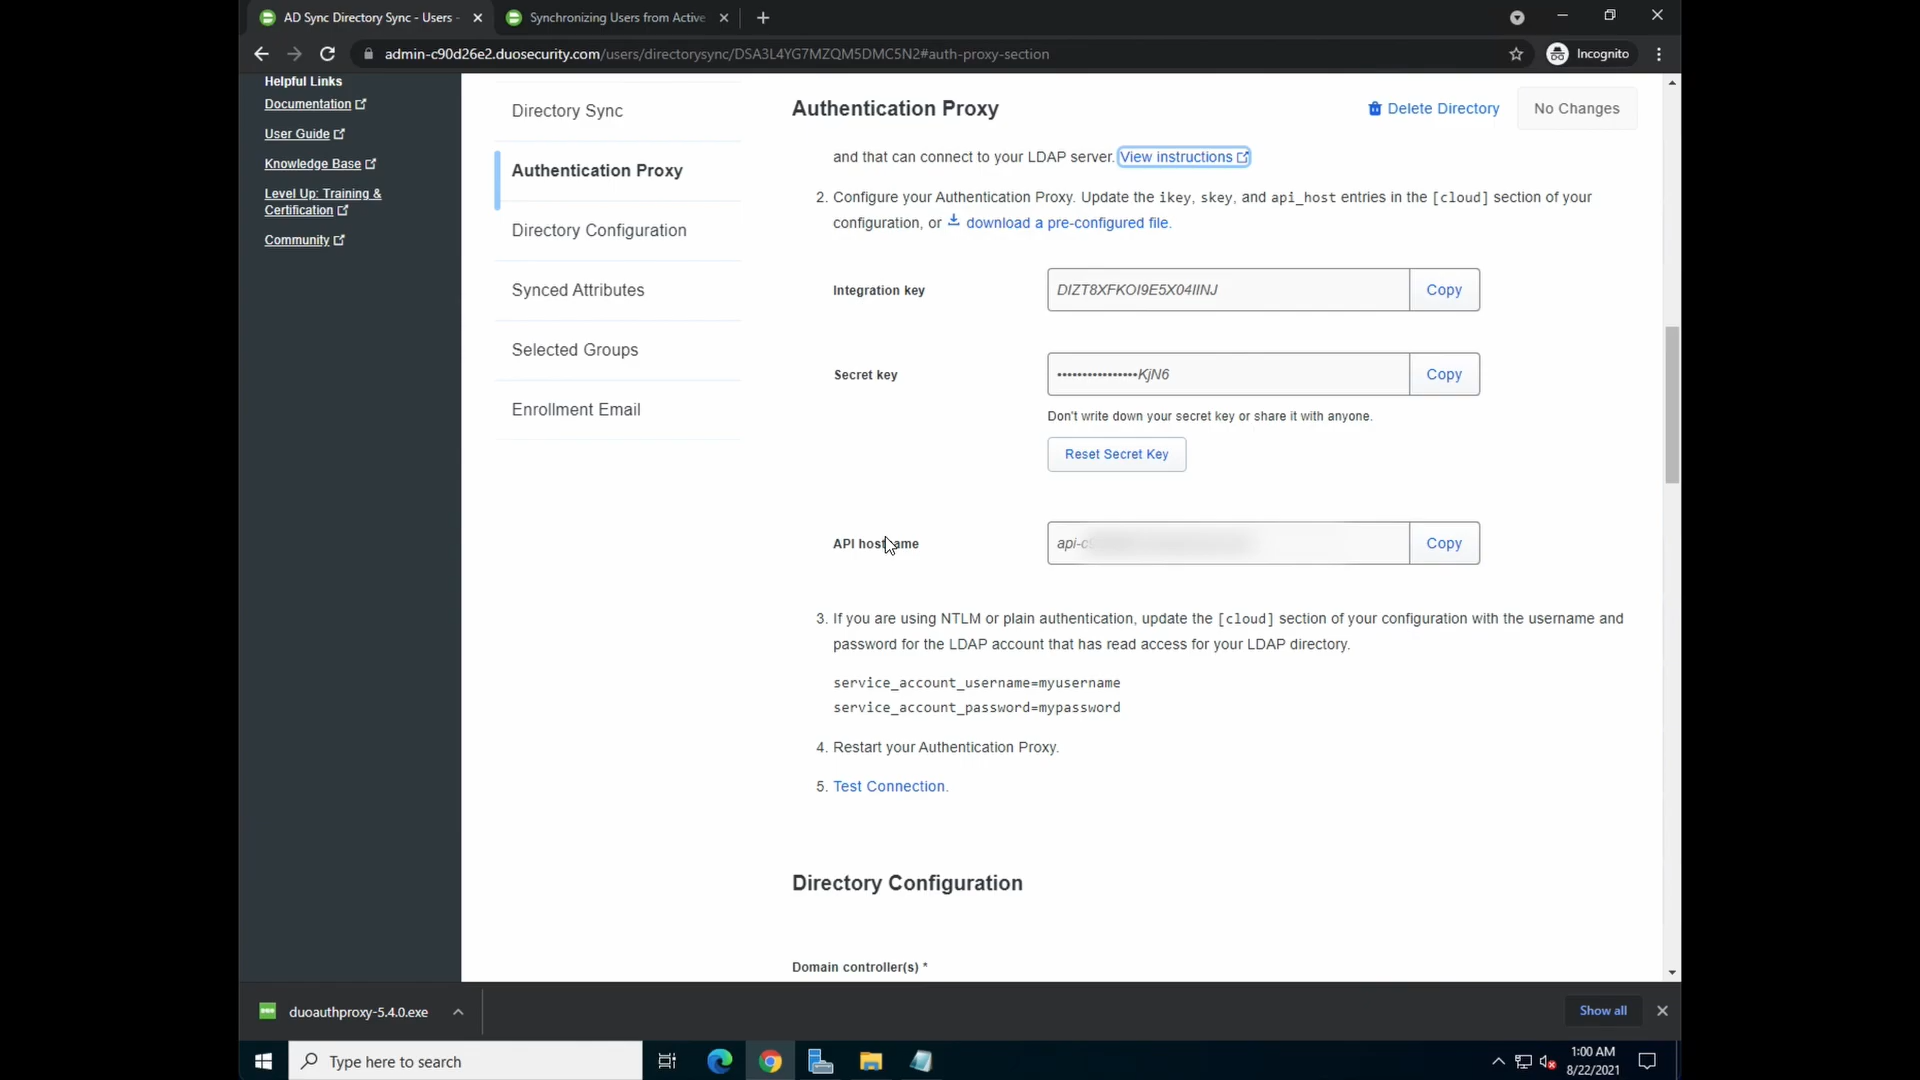 AD Sync Directory Sync - Users -
Synchronizing Users from Active
admin-c90d26e2.duosecurity.com/users/directorysync/DSA3L4YG7MZQM5DMC5N2#auth-proxy-section
Incognito
Helpful Links
Documentation
User Guide
Knowledge Base
Level Up: Training &
Certification
Community
Directory Sync
Authentication Proxy
Directory Configuration
Synced Attributes
Selected Groups
Enrollment Email
Authentication Proxy
Delete Directory
No Changes
and that can connect to your LDAP server. View instructions
2. Configure your Authentication Proxy. Update the ikey, skey, and api_host entries in the [cloud] section of your
configuration, or download a pre-configured file.
Integration key
DIZT8XFKOI9E5X04IINJ
Copy
Secret key
••••••••••••••••KjN6
Copy
Don't write down your secret key or share it with anyone.
Reset Secret Key
API hostname
Copy
3. If you are using NTLM or plain authentication, update the [cloud] section of your configuration with the username and
password for the LDAP account that has read access for your LDAP directory.
service_account_username=myusername
service_account_password=mypassword
4. Restart your Authentication Proxy.
5. Test Connection.
Directory Configuration
Domain controller(s) *
duoauthproxy-5.4.0.exe
Show all
Type here to search
1:00 AM
8/22/2021